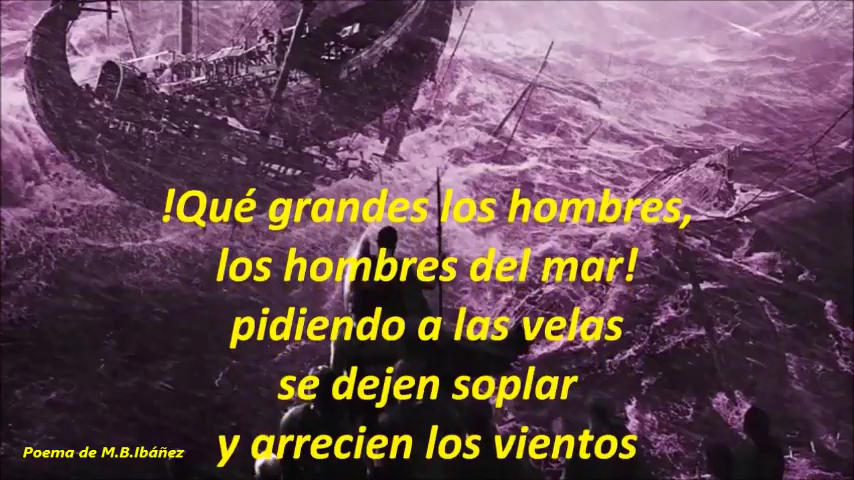 !Qué grandes los hombres,
los hombres del mar!
pidiendo a las velas
se dejen soplar
y arrecien los vientos
Poema de M.B.Ibáñez